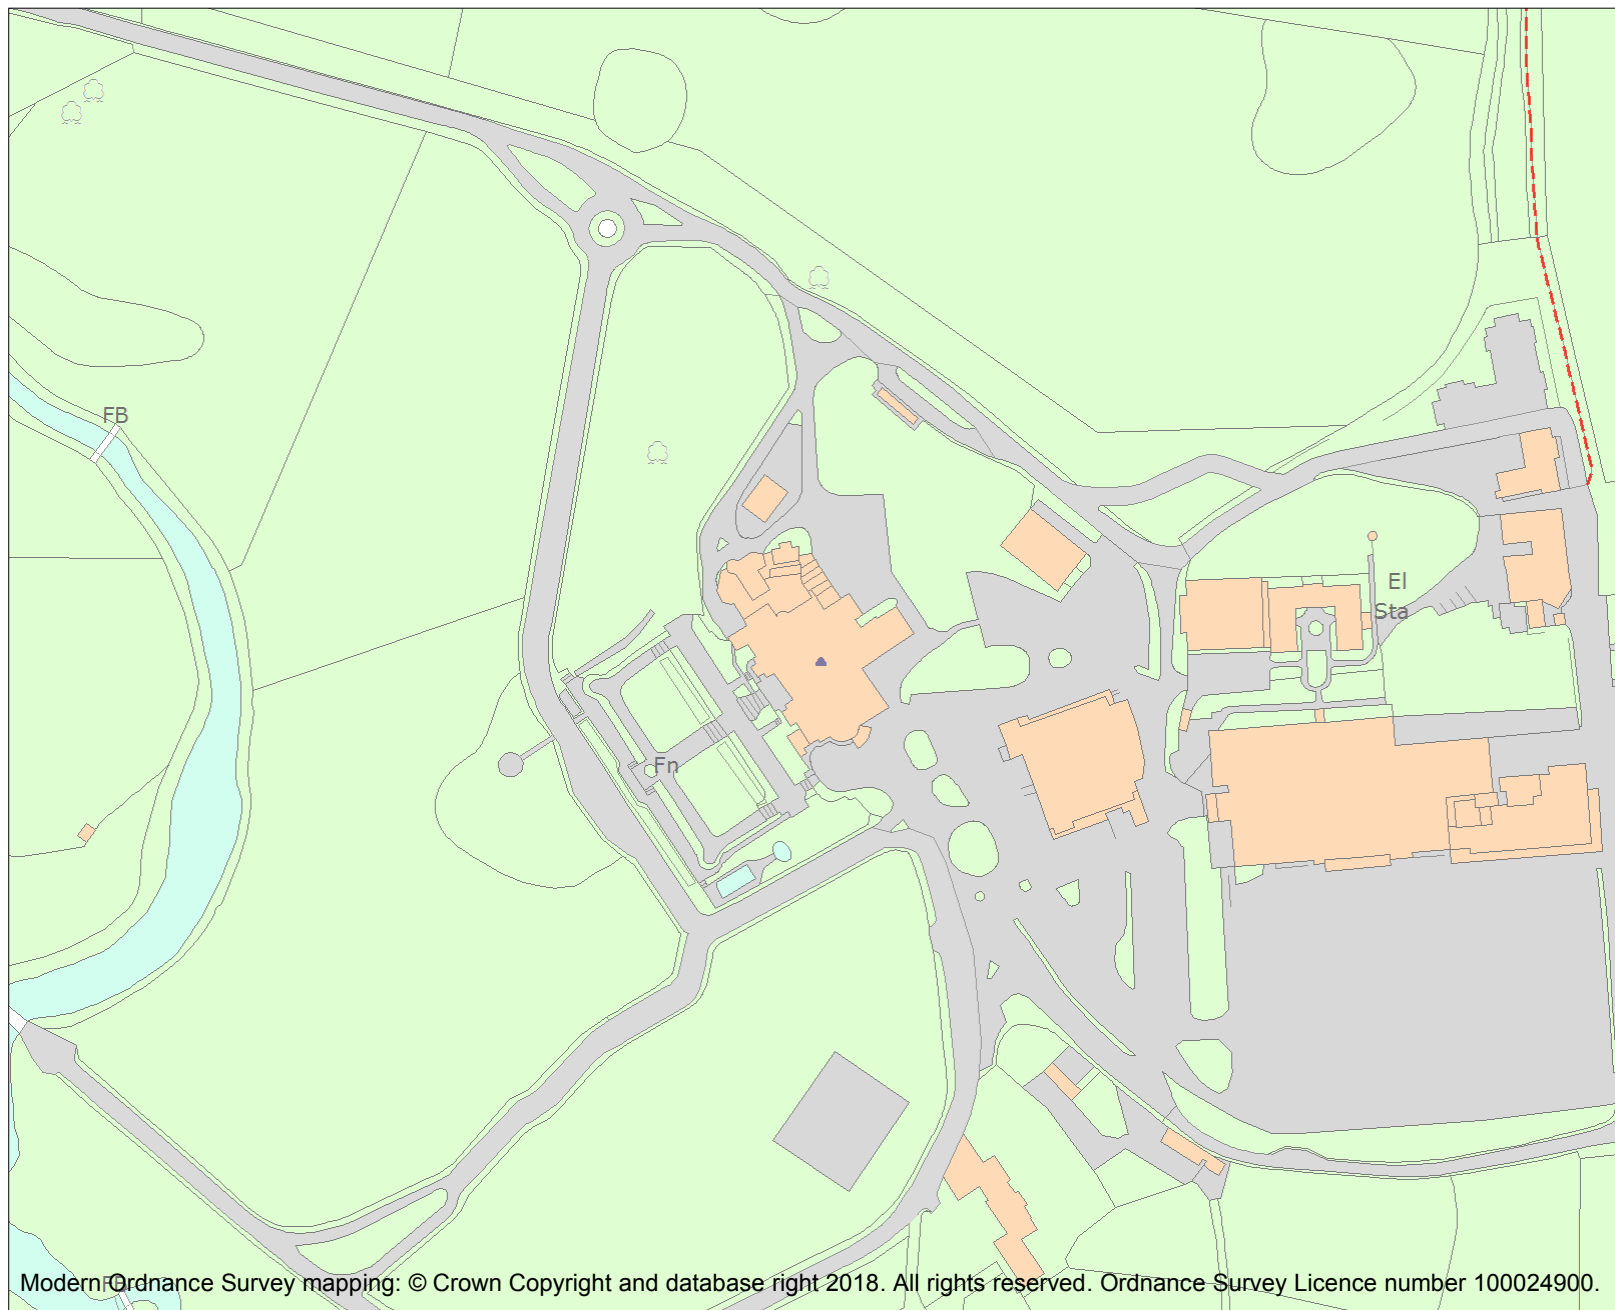 FB
El
Sta
Fn
FB
Modern Ordnance Survey mapping: © Crown Copyright and database right 2018. All rights reserved. Ordnance Survey Licence number 100024900.